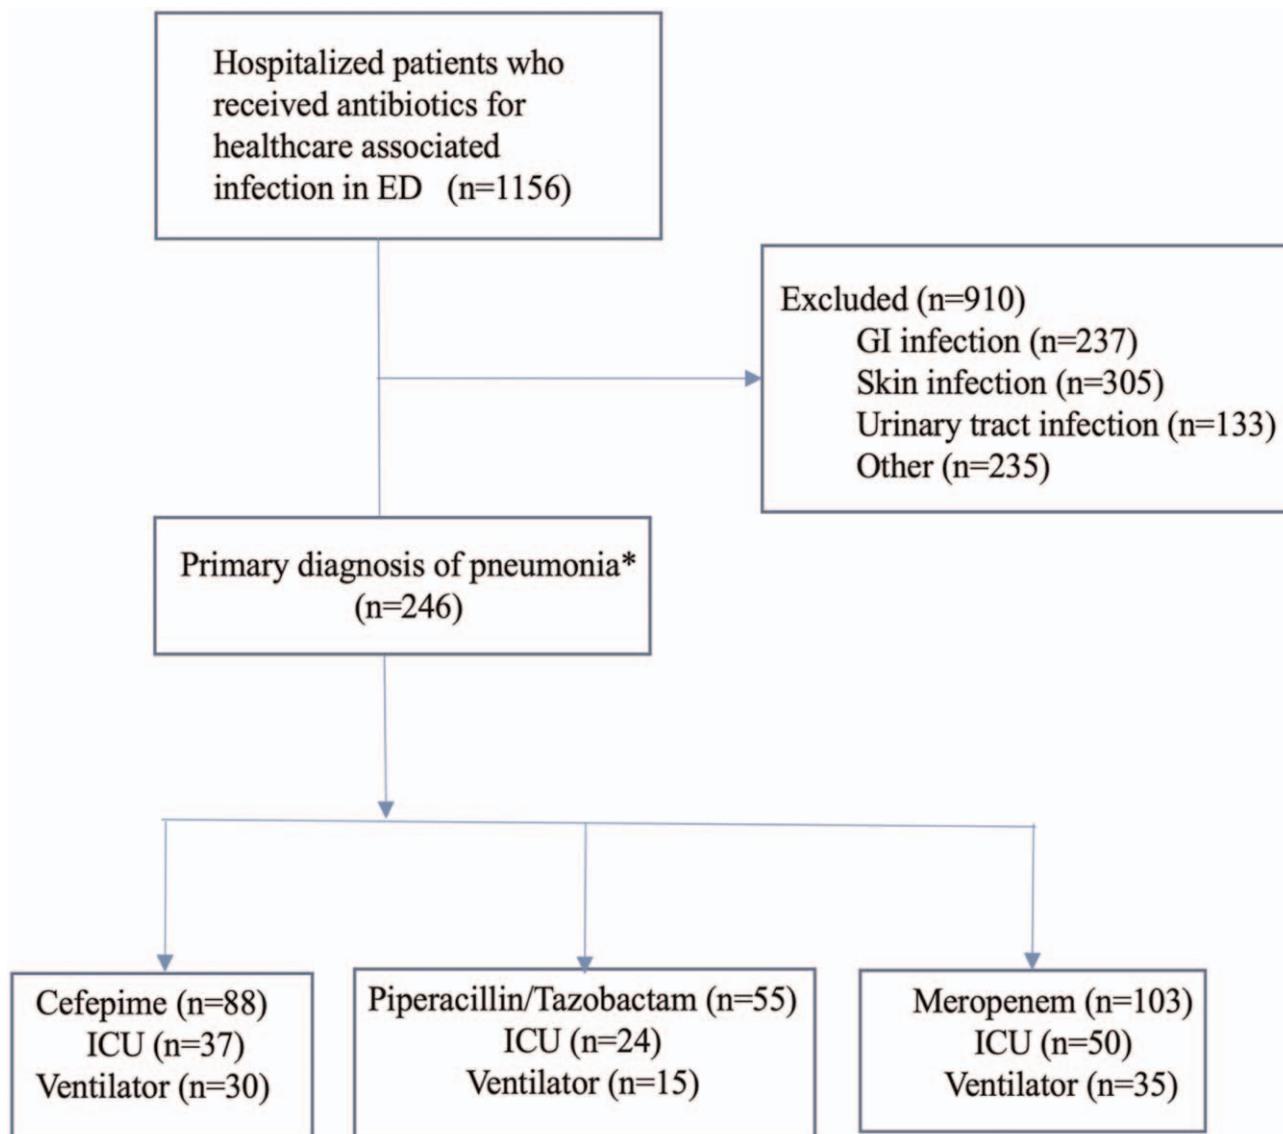 Hospitalized patients who
received antibiotics for
healthcare associated
infection in ED (n=1156)
Excluded (n=910)
GI infection (n=237)
Skin infection (n=305)
Urinary tract infection (n=133)
Other (n=235)
Primary diagnosis of pneumonia*
(n=246)
Cefepime (n=88)
ICU (n=37)
Ventilator (n=30)
Piperacillin/Tazobactam (n=55)
ICU (n=24)
Ventilator (n=15)
Meropenem (n=103)
ICU (n=50)
Ventilator (n=35)